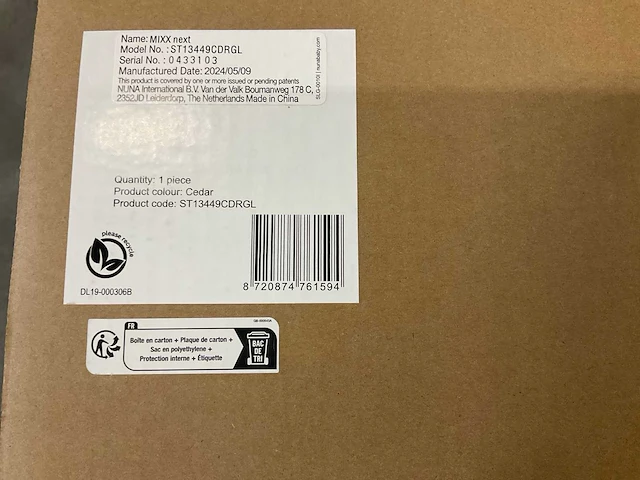 Name: MIXX next
Model No. : ST13449CDRGL
Serial No. : 0433103
Manufactured Date: 2024/05/09
This product is covered by one or more issued or pending patents
NUNA International B.V. Van der Valk Boumanweg 178 C,
2352JD Leiderdorp, The Netherlands Made in China
nunababy.com
Quantity: 1 piece
Product colour: Cedar
Product code: ST13449CDRGL
please recycle
DL19-000306B
8 720874 761594
FR
Boîte en carton + Plaque de carton +
Sac en polyethylene +
Protection interne + Étiquette
BAC
DE
TRI